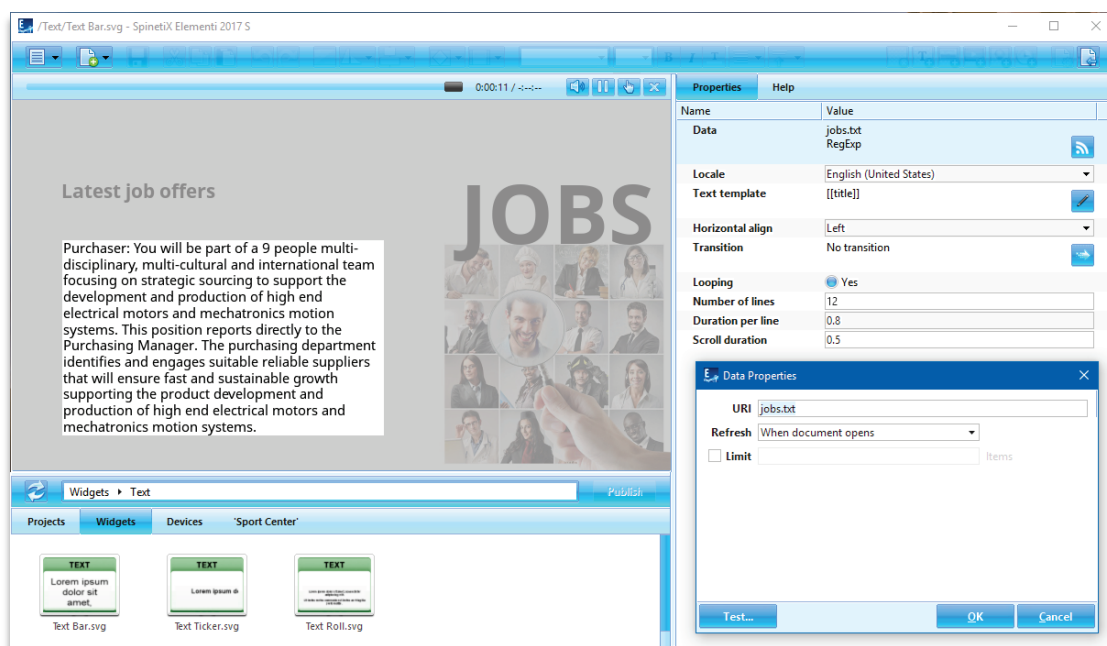 /Text/Text Bar.svg - SpinetiX Elementi 2017 S
B I T
0:00:11 / -:--:--
Properties Help
Name Value
Data jobs.txt
RegExp
Locale English (United States)
Text template [[title]]
Horizontal align Left
Transition No transition
Looping Yes
Number of lines 12
Duration per line 0.8
Scroll duration 0.5
Latest job offers
JOBS
Purchaser: You will be part of a 9 people multi-
disciplinary, multi-cultural and international team
focusing on strategic sourcing to support the
development and production of high end
electrical motors and mechatronics motion
systems. This position reports directly to the
Purchasing Manager. The purchasing department
identifies and engages suitable reliable suppliers
that will ensure fast and sustainable growth
supporting the product development and
production of high end electrical motors and
mechatronics motion systems.
Data Properties
URI jobs.txt
Refresh When document opens
Limit Items
Test... OK Cancel
Widgets Text Publish
Projects Widgets Devices 'Sport Center'
TEXT
Lorem ipsum
dolor sit
amet,
Text Bar.svg
TEXT
Lorem ipsum d
Text Ticker.svg
TEXT
Text Roll.svg